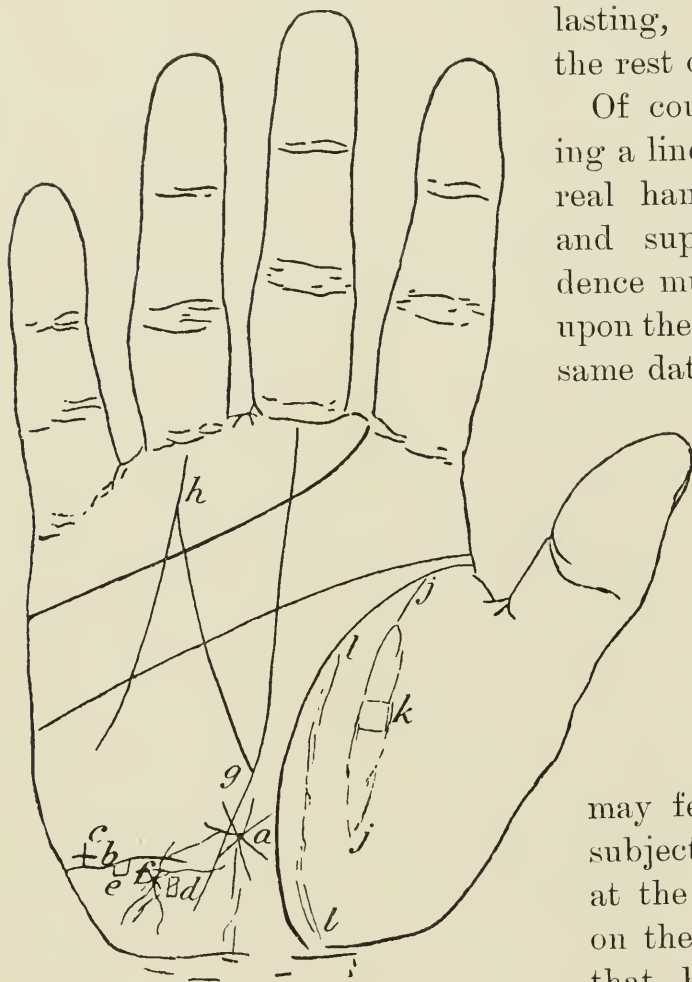 lasting,
the rest
Of cou
ing a line
real han
and sup
dence mu
upon the
same dat
h
j
l
k
g
a
c
b
f
e
d
j
l
may fe
subject
at the
on the
that